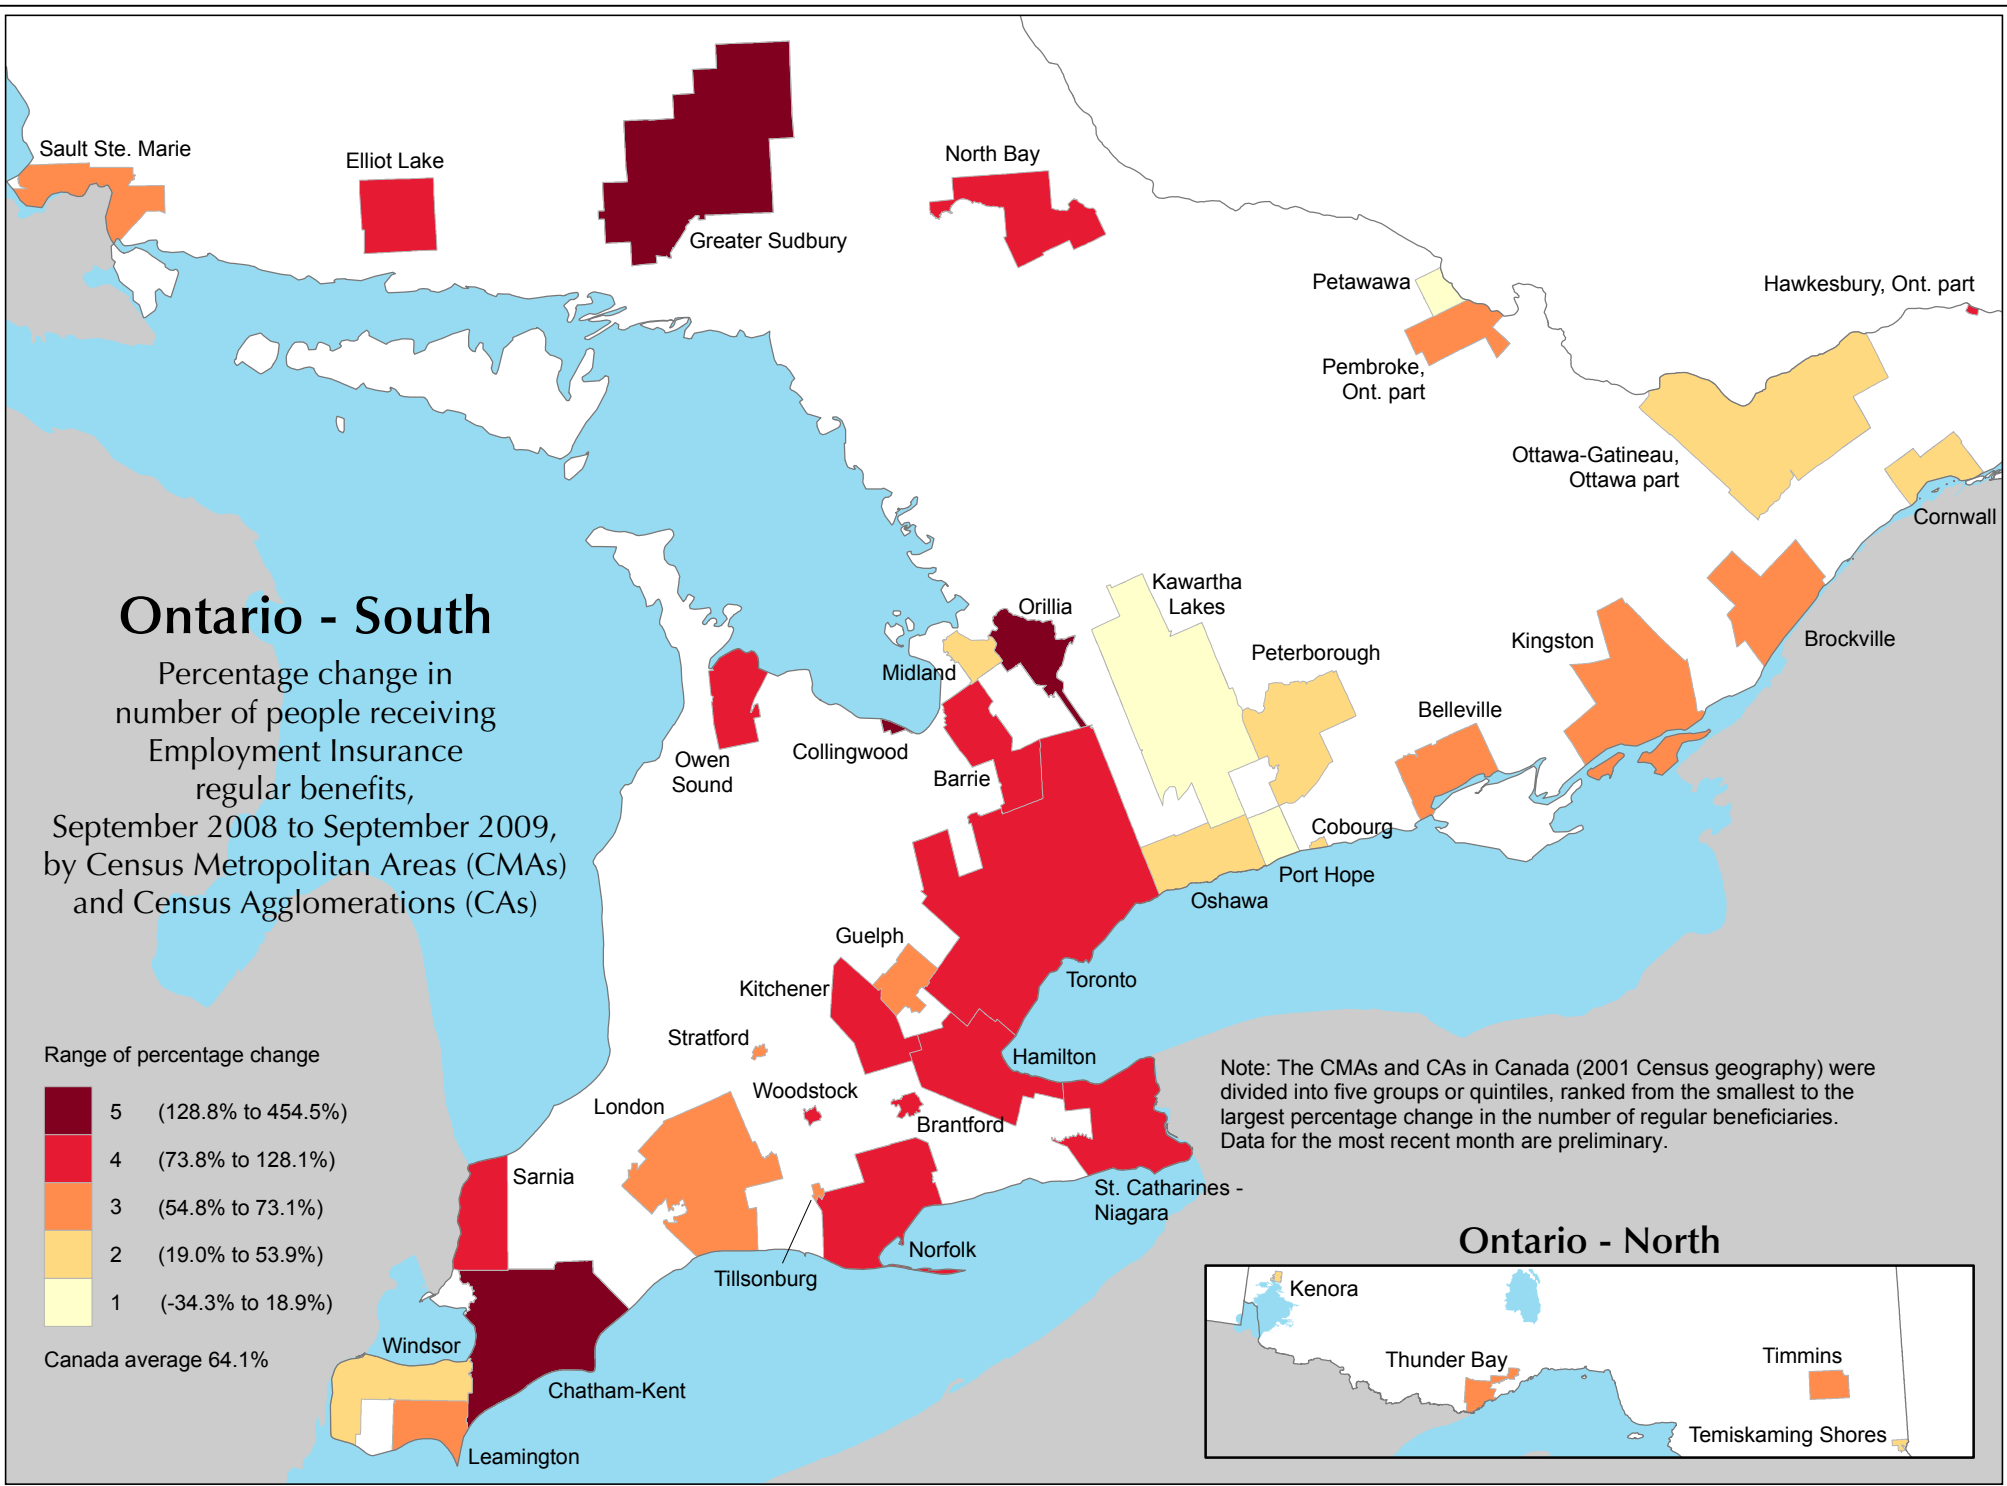 Sault Ste. Marie
Elliot Lake
Greater Sudbury
North Bay
Petawawa
Pembroke,
Ont. part
Hawkesbury, Ont. part
Ottawa-Gatineau,
Ottawa part
Cornwall
Ontario - South
Percentage change in
number of people receiving
Employment Insurance
regular benefits,
September 2008 to September 2009,
by Census Metropolitan Areas (CMAs)
and Census Agglomerations (CAs)
Orillia
Kawartha
Lakes
Midland
Peterborough
Kingston
Brockville
Belleville
Owen
Sound
Collingwood
Barrie
Cobourg
Port Hope
Oshawa
Guelph
Toronto
Kitchener
Stratford
Hamilton
Woodstock
London
Brantford
Sarnia
St. Catharines -
Niagara
Norfolk
Tillsonburg
Windsor
Chatham-Kent
Leamington
Range of percentage change
5 (128.8% to 454.5%)
4 (73.8% to 128.1%)
3 (54.8% to 73.1%)
2 (19.0% to 53.9%)
1 (-34.3% to 18.9%)
Canada average 64.1%
Note: The CMAs and CAs in Canada (2001 Census geography) were
divided into five groups or quintiles, ranked from the smallest to the
largest percentage change in the number of regular beneficiaries.
Data for the most recent month are preliminary.
Ontario - North
Kenora
Thunder Bay
Timmins
Temiskaming Shores